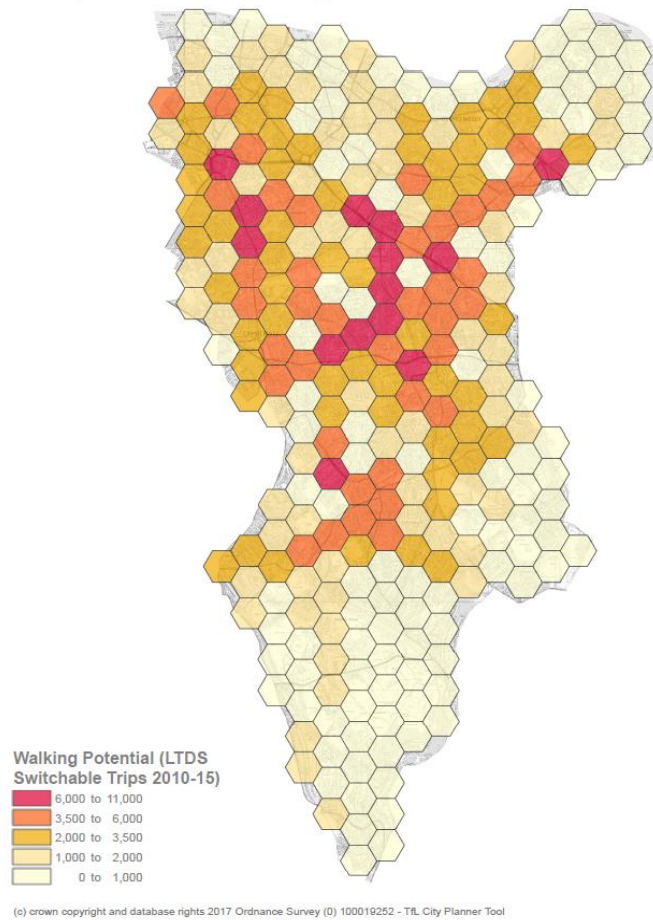 Walking Potential (LTDS
Switchable Trips 2010-15)
6,000 to 11,000
3,500 to 6,000
2,000 to 3,500
1,000 to 2,000
0 to 1,000
(c) crown copyright and database rights 2017 Ordnance Survey (0) 100019252 - TfL City Planner Tool